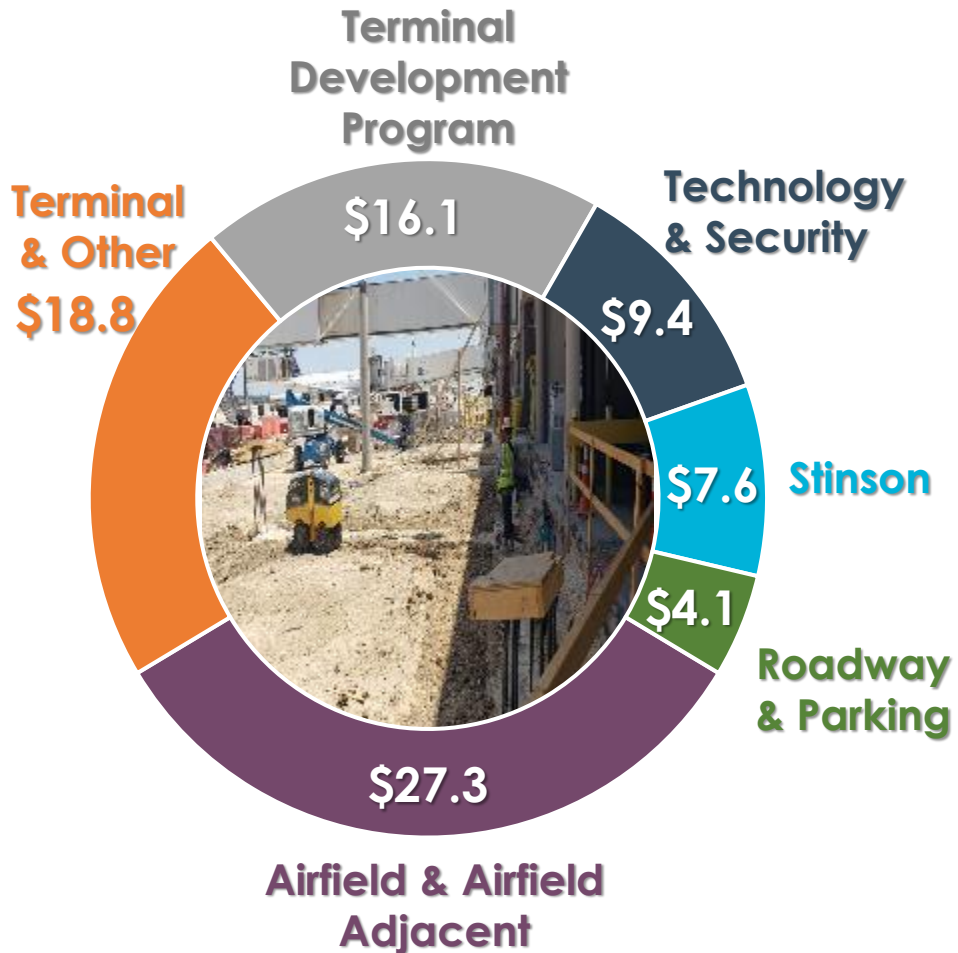 Terminal
Development
Program
$16.1
Technology
& Security
$9.4
Stinson
$7.6
Roadway
& Parking
$4.1
Airfield & Airfield
Adjacent
$27.3
Terminal
& Other
$18.8